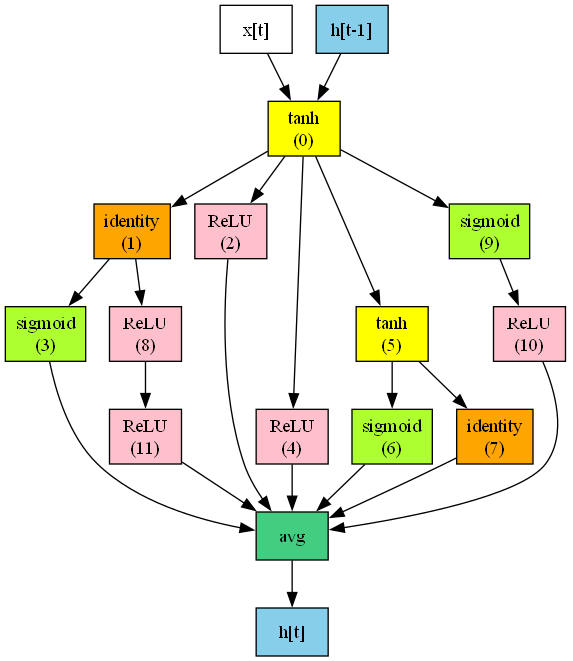 x[t]
h[t-1]
tanh
(0)
identity
(1)
ReLU
(2)
sigmoid
(9)
sigmoid
(3)
ReLU
(8)
tanh
(5)
ReLU
(10)
ReLU
(11)
ReLU
(4)
sigmoid
(6)
identity
(7)
avg
h[t]